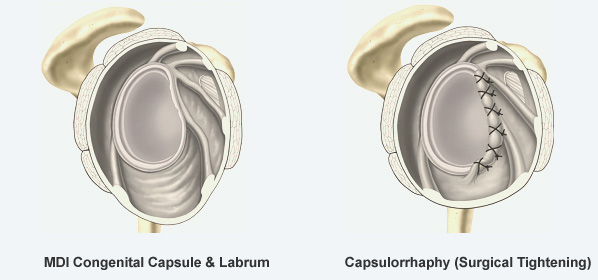 MDI Congenital Capsule & Labrum
Capsulorrhaphy (Surgical Tightening)